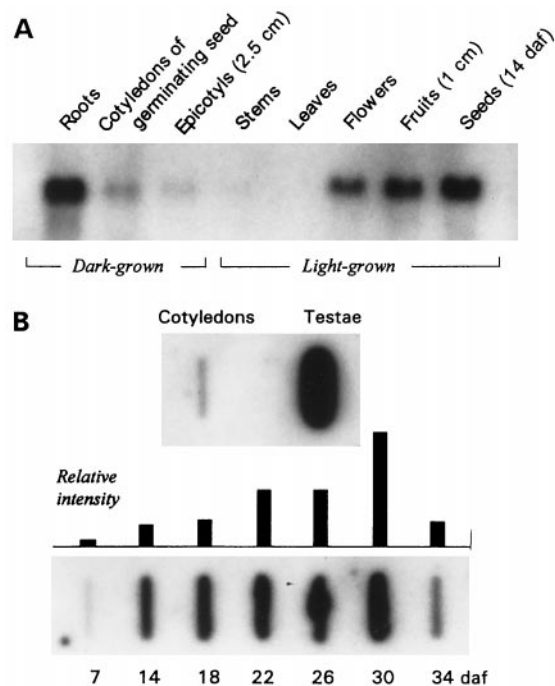 A
Roots
Cotyledons of
germinating seed
Epicotyls (2.5 cm)
Stems
Leaves
Flowers
Fruits (1 cm)
Seeds (14 daf)
Dark-grown
Light-grown
B
Cotyledons Testae
Relative
intensity
7 14 18 22 26 30 34 daf